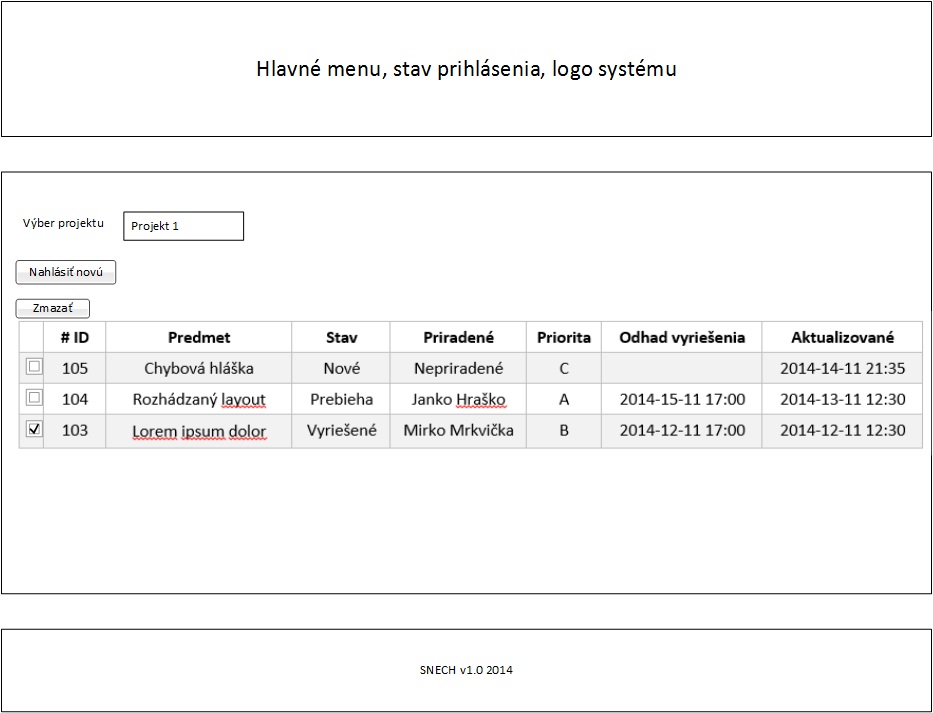 Hlavné menu, stav prihlásenia, logo systému
Výber projektu Projekt 1
Nahlásiť novú
Zmazať
# ID Predmet Stav Priradené Priorita Odhad vyriešenia Aktualizované
105 Chybová hláška Nové Nepriradené C 2014-14-11 21:35
104 Rozhádzaný layout Prebieha Janko Hraško A 2014-15-11 17:00 2014-13-11 12:30
103 Lorem ipsum dolor Vyriešené Mirko Mrkvička B 2014-12-11 17:00 2014-12-11 12:30
SNECH v1.0 2014